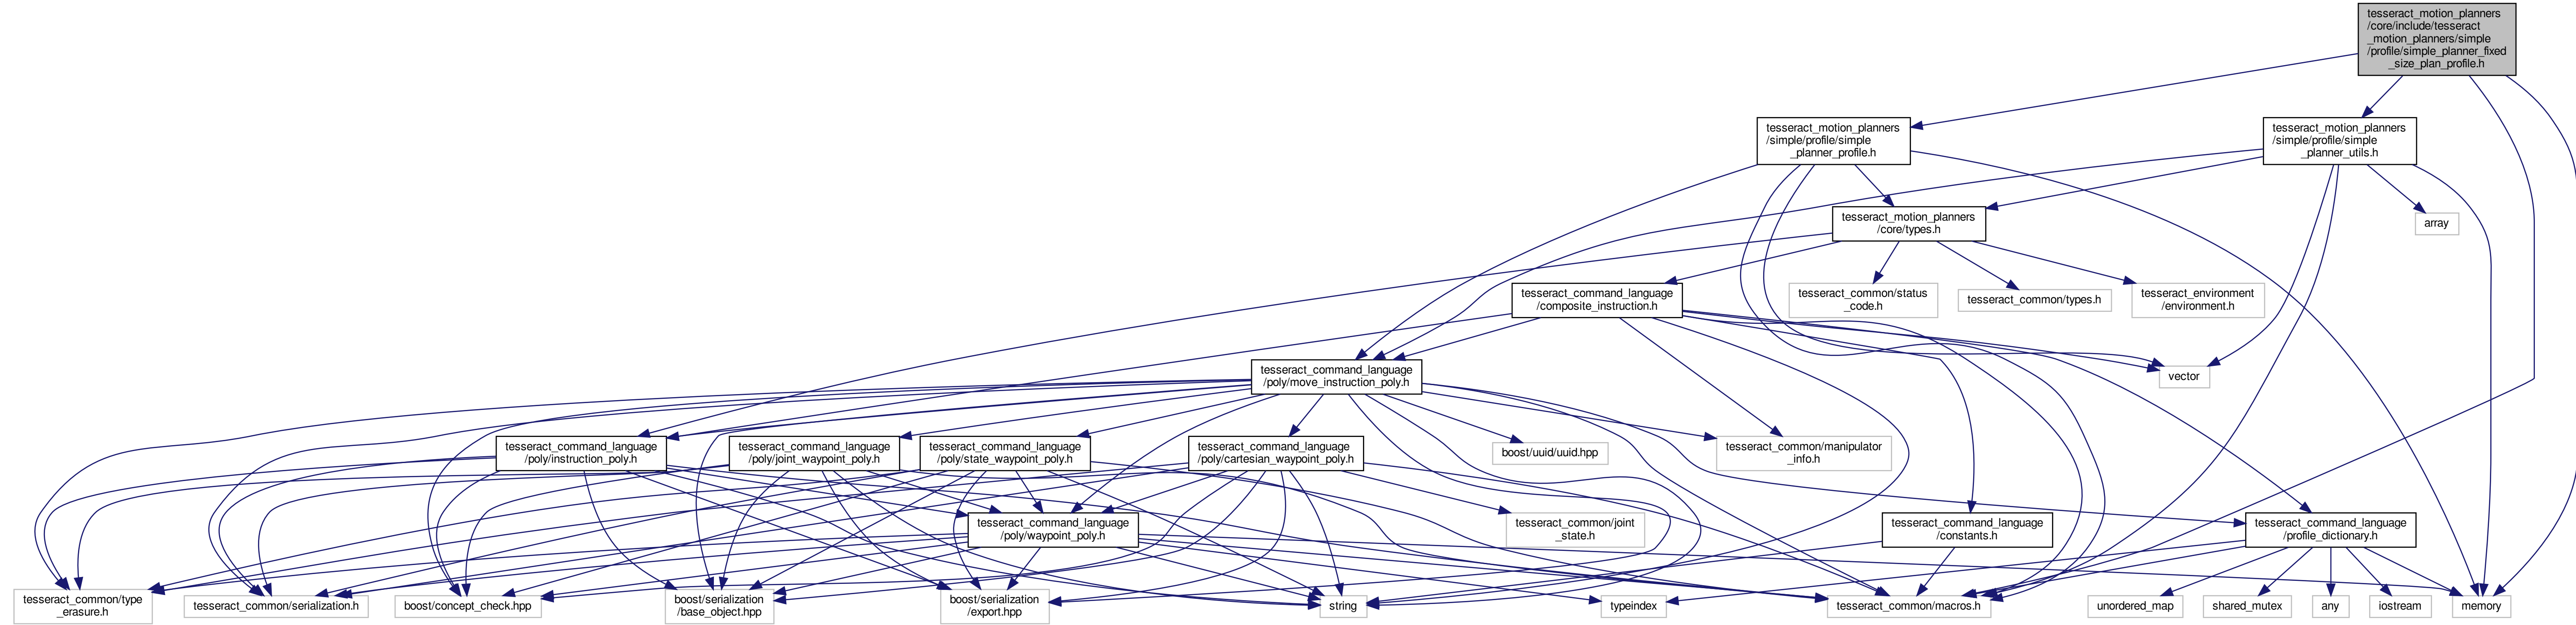 tesseract_motion_planners
/core/include/tesseract
_motion_planners/simple
/profile/simple_planner_fixed
_size_plan_profile.h
tesseract_motion_planners
/simple/profile/simple
_planner_profile.h
tesseract_motion_planners
/simple/profile/simple
_planner_utils.h
tesseract_motion_planners
/core/types.h
array
tesseract_command_language
/composite_instruction.h
tesseract_common/status
_code.h
tesseract_common/types.h
tesseract_environment
/environment.h
tesseract_command_language
/poly/move_instruction_poly.h
vector
tesseract_command_language
/poly/instruction_poly.h
tesseract_command_language
/poly/joint_waypoint_poly.h
tesseract_command_language
/poly/state_waypoint_poly.h
tesseract_command_language
/poly/cartesian_waypoint_poly.h
boost/uuid/uuid.hpp
tesseract_common/manipulator
_info.h
tesseract_command_language
/poly/waypoint_poly.h
tesseract_common/joint
_state.h
tesseract_command_language
/constants.h
tesseract_command_language
/profile_dictionary.h
tesseract_common/type
_erasure.h
tesseract_common/serialization.h
boost/concept_check.hpp
boost/serialization
/base_object.hpp
boost/serialization
/export.hpp
string
typeindex
tesseract_common/macros.h
unordered_map
shared_mutex
any
iostream
memory